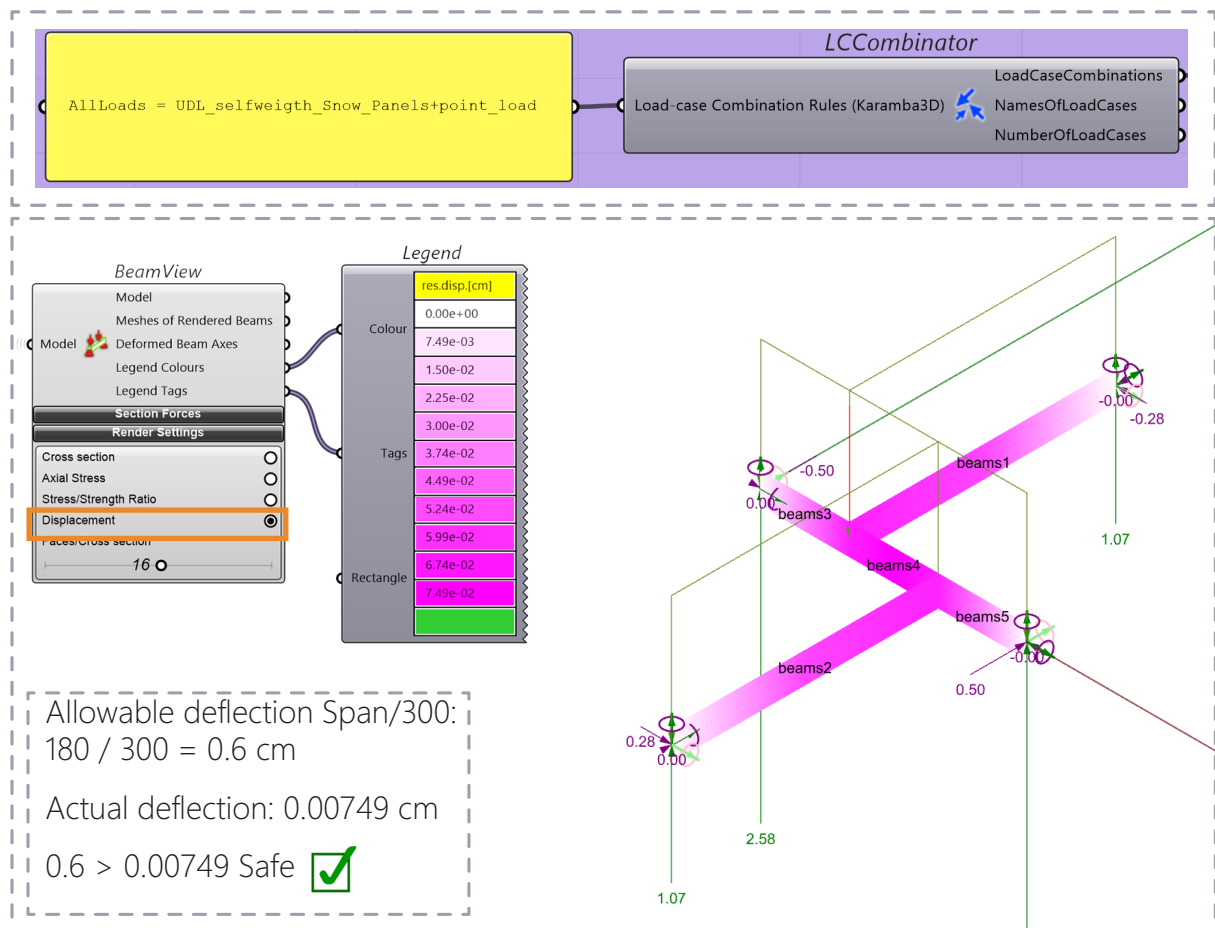 LCCombinator
AllLoads = UDL_selfweigth_Snow_Panels+point_load
Load-case Combination Rules (Karamba3D)
LoadCaseCombinations
NamesOfLoadCases
NumberOfLoadCases
BeamView
Model
Model
Meshes of Rendered Beams
Deformed Beam Axes
Legend Colours
Legend Tags
Section Forces
Render Settings
Cross section
Axial Stress
Stress/Strength Ratio
Displacement
Faces/Cross section
16
Legend
Colour
Tags
Rectangle
res.disp.[cm]
0.00e+00
7.49e-03
1.50e-02
2.25e-02
3.00e-02
3.74e-02
4.49e-02
5.24e-02
5.99e-02
6.74e-02
7.49e-02
Allowable deflection Span/300:
180 / 300 = 0.6 cm
Actual deflection: 0.00749 cm
0.6 > 0.00749 Safe
-0.00
-0.28
beams1
1.07
-0.50
0.00
beams3
beams4
beams5
-0.00
0.50
beams2
0.28
0.00
2.58
1.07